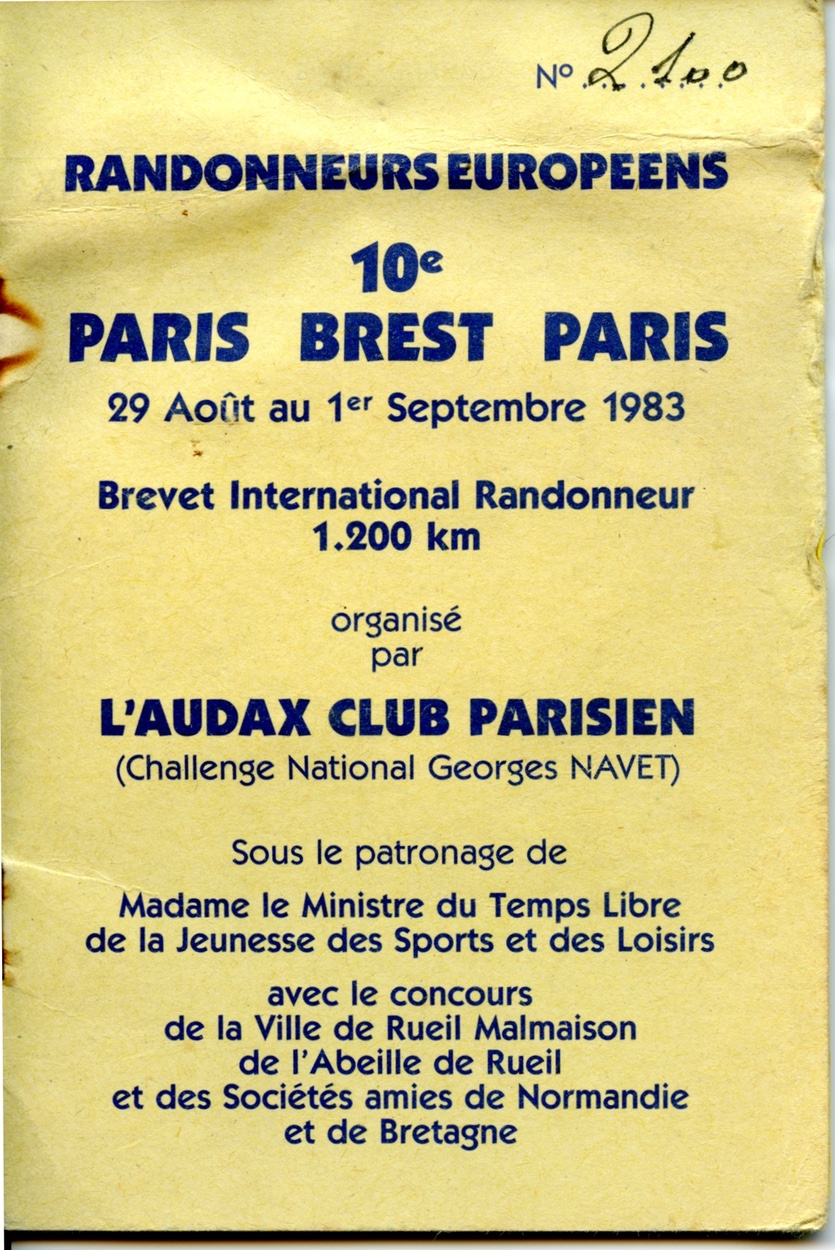 Nº 2100
RANDONNEURS EUROPEENS
10e
PARIS BREST PARIS
29 Août au 1er Septembre 1983
Brevet International Randonneur
1.200 km
organisé
par
L'AUDAX CLUB PARISIEN
(Challenge National Georges NAVET)
Sous le patronage de
Madame le Ministre du Temps Libre
de la Jeunesse des Sports et des Loisirs
avec le concours
de la Ville de Rueil Malmaison
de l'Abeille de Rueil
et des Sociétés amies de Normandie
et de Bretagne